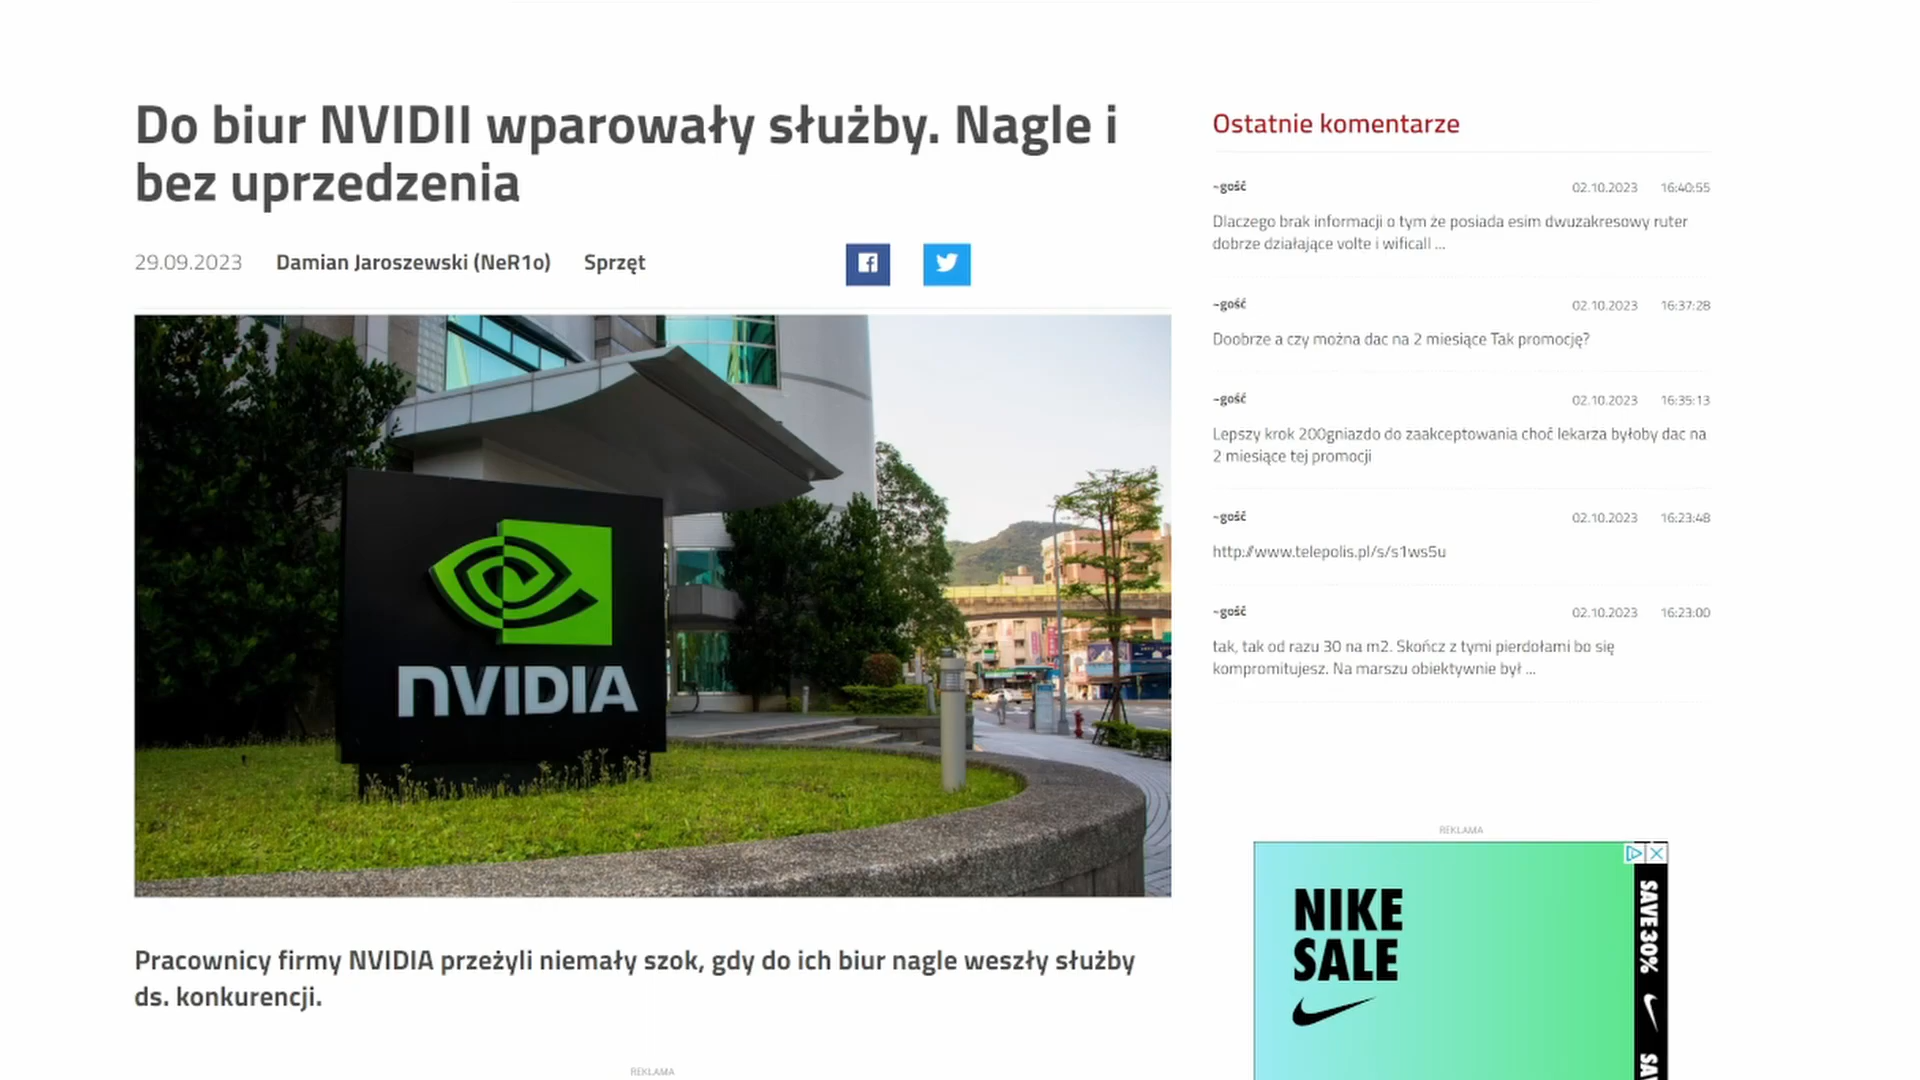 Do biur NVIDII wparowały służby. Nagle i
bez uprzedzenia
29.09.2023 Damian Jaroszewski (NeR1o) Sprzęt
NVIDIA
Pracownicy firmy NVIDIA przeżyli niemały szok, gdy do ich biur nagle weszły służby
ds. konkurencji.
REKLAMA
Ostatnie komentarze
~gość 02.10.2023 16:40:55
Dlaczego brak informacji o tym że posiada esim dwuzakresowy ruter
dobrze działające volte i wificall ...
~gość 02.10.2023 16:37:28
Doobrze a czy można dac na 2 miesiące Tak promocję?
~gość 02.10.2023 16:35:13
Lepszy krok 200gniazdo do zaakceptowania choć lekarza byłoby dac na
2 miesiące tej promocji
~gość 02.10.2023 16:23:48
http://www.telepolis.pl/s/s1ws5u
~gość 02.10.2023 16:23:00
tak, tak od razu 30 na m2. Skończ z tymi pierdołami bo się
kompromitujesz. Na marszu obiektywnie był ...
REKLAMA
NIKE
SALE
SAVE 30%
SA